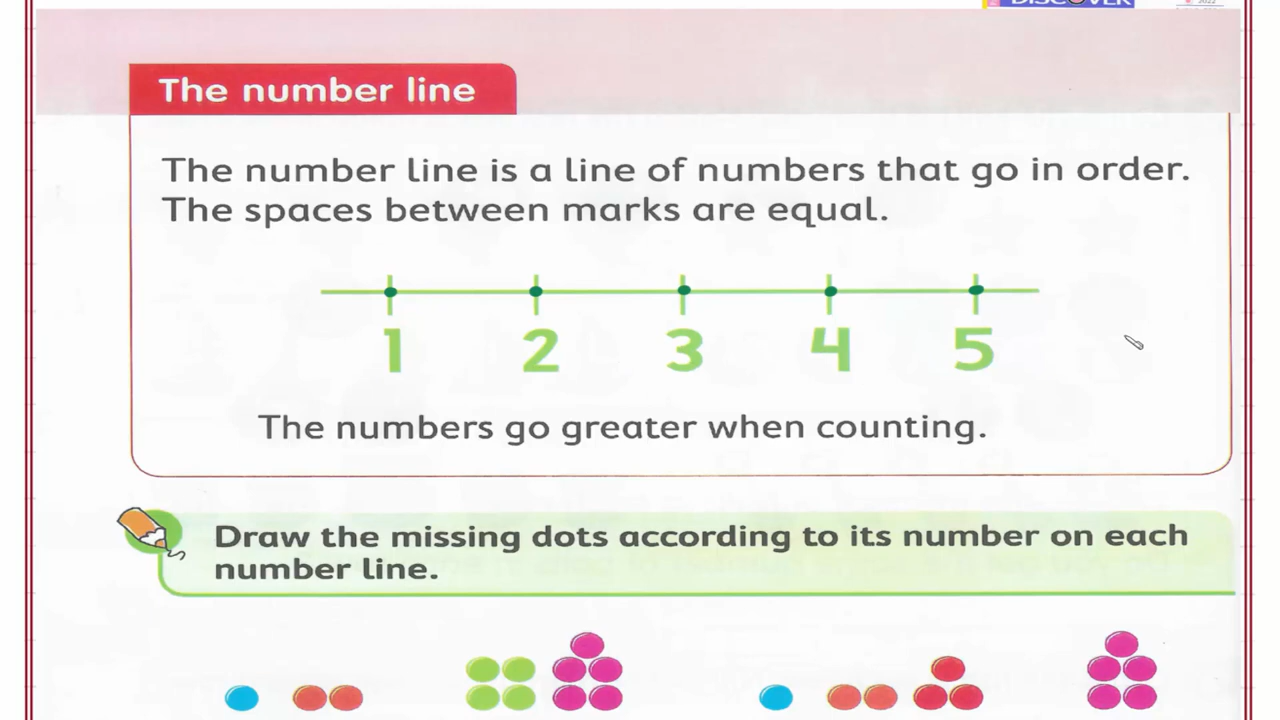 DISCOVER
2022
The number line
The number line is a line of numbers that go in order.
The spaces between marks are equal.
1 2 3 4 5
The numbers go greater when counting.
Draw the missing dots according to its number on each
number line.